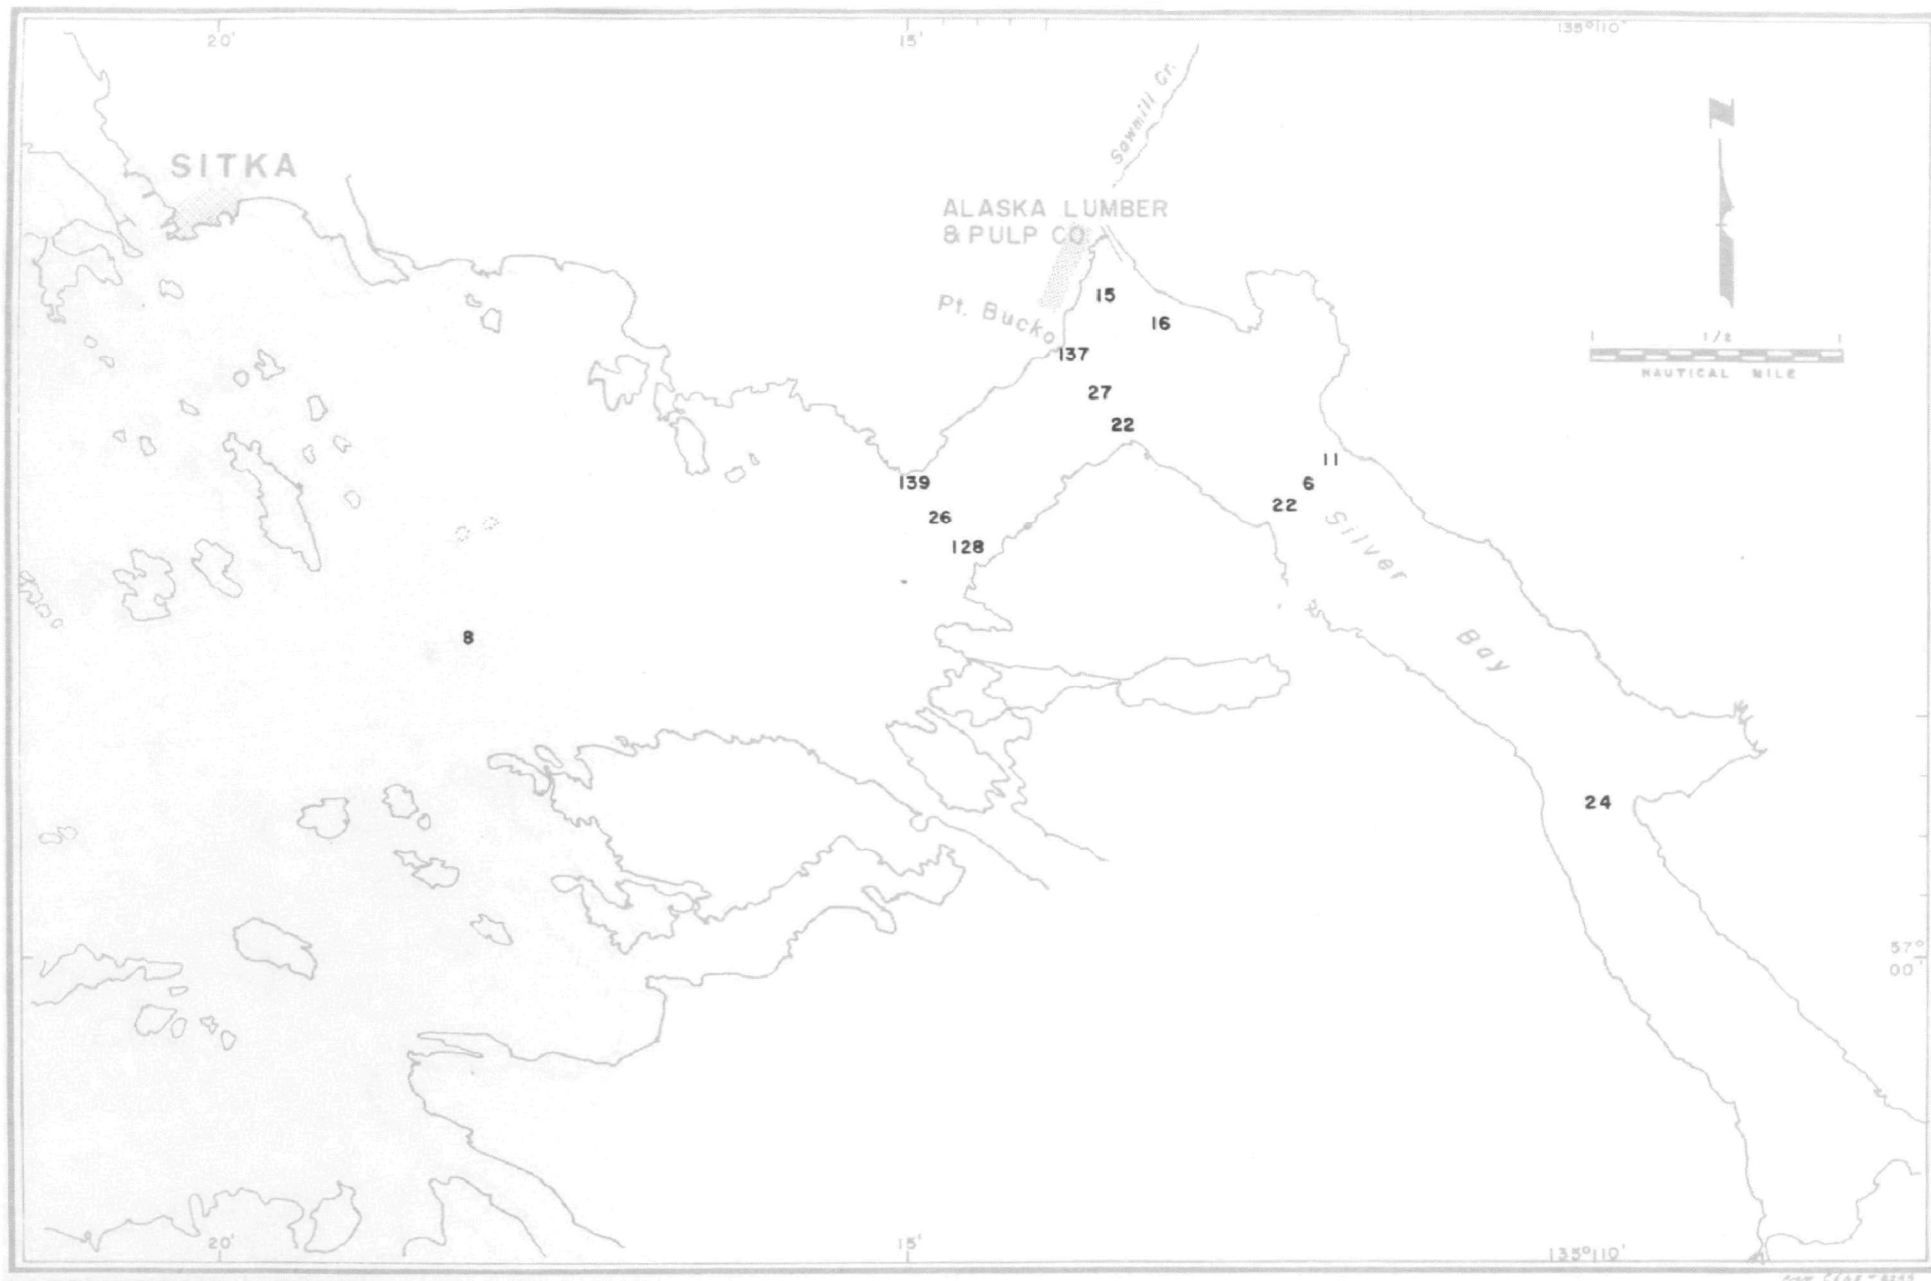 20'
15'
135°10'
Sawmill Cr.
N
SITKA
ALASKA LUMBER
& PULP CO
15
Pt. Bucko
16
1 1/2 1
NAUTICAL MILE
137
27
22
11
139
6
22
26
Silver
128
8
Bay
24
57°
00'
20'
15'
135°10'